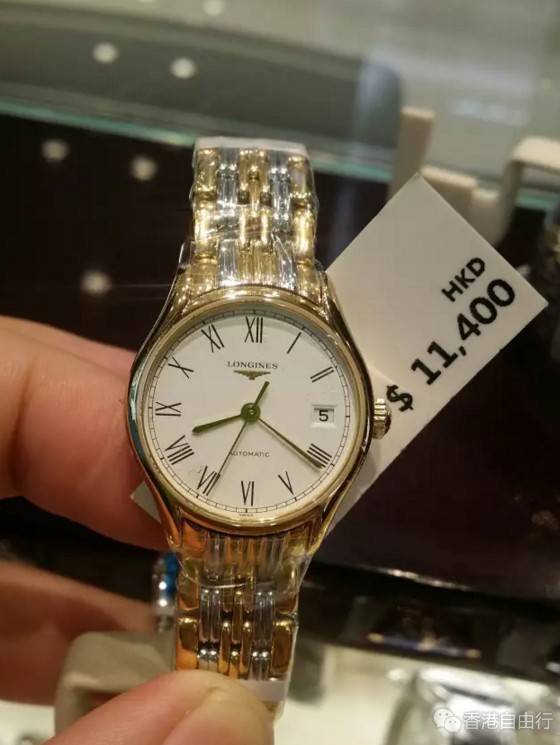 HKD
$ 11,400
XII
XI
I
X
II
LONGINES
IX
5
VIII
IIII
AUTOMATIC
VII
V
VI
香港自由行